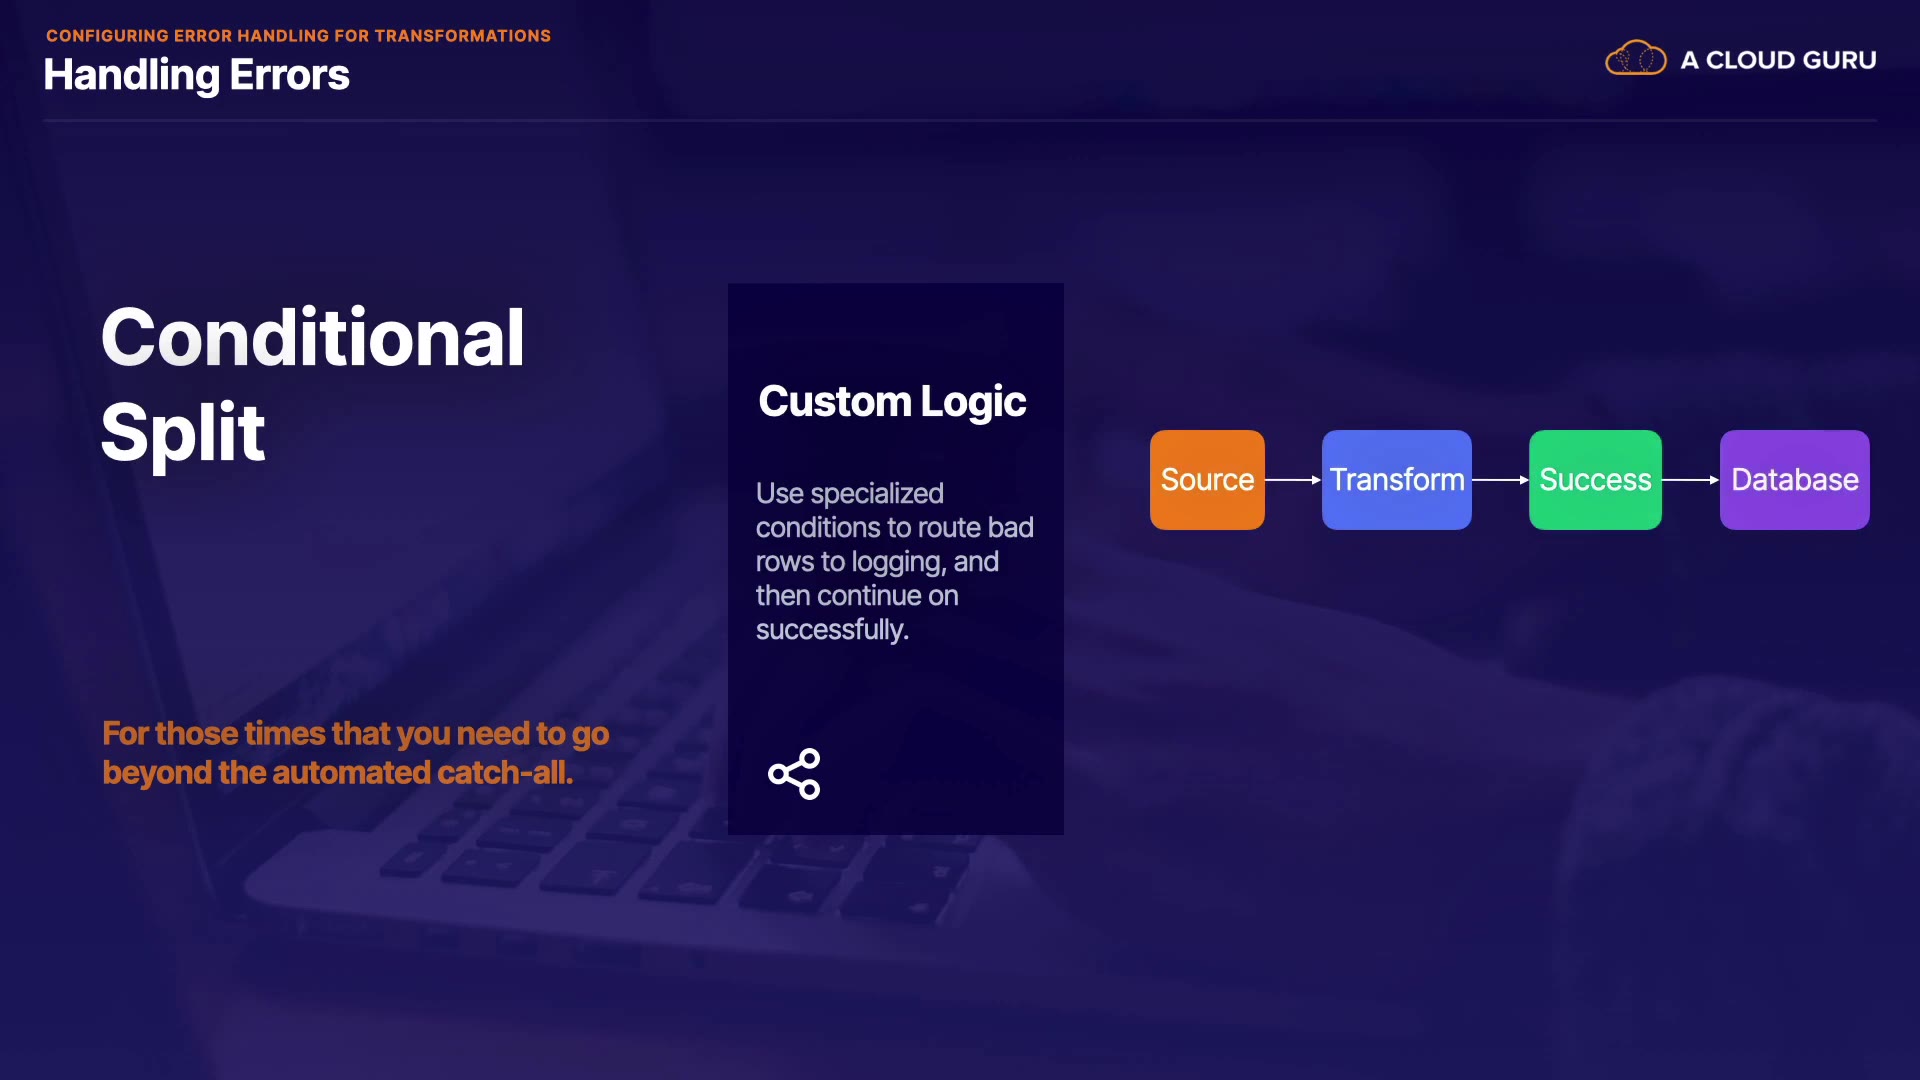 CONFIGURING ERROR HANDLING FOR TRANSFORMATIONS
Handling Errors
A CLOUD GURU
Conditional
Split
For those times that you need to go
beyond the automated catch-all.
Custom Logic
Use specialized
conditions to route bad
rows to logging, and
then continue on
successfully.
Source
Transform
Success
Database